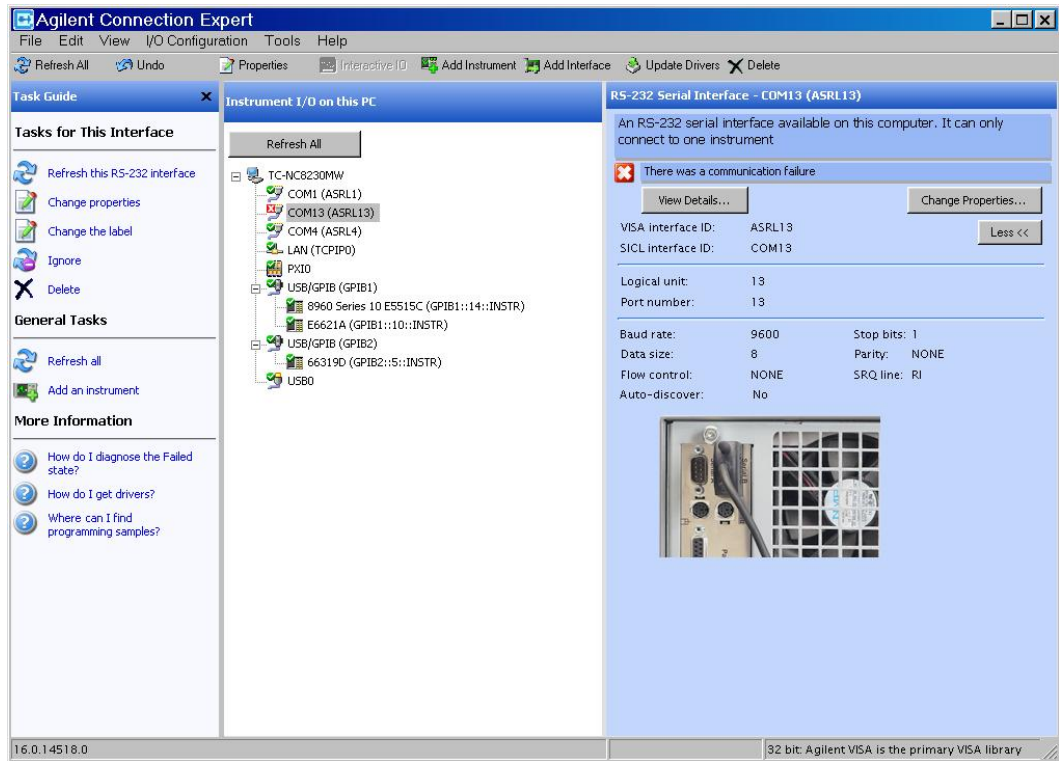 Agilent Connection Expert
File Edit View I/O Configuration Tools Help
Refresh All Undo Properties Interactive IO Add Instrument Add Interface Update Drivers Delete
Task Guide
Tasks for This Interface
Refresh this RS-232 interface
Change properties
Change the label
Ignore
Delete
General Tasks
Refresh all
Add an instrument
More Information
How do I diagnose the Failed
state?
How do I get drivers?
Where can I find
programming samples?
Instrument I/O on this PC
Refresh All
TC-NC8230MW
COM1 (ASRL1)
COM13 (ASRL13)
COM4 (ASRL4)
LAN (TCPIP0)
PXI0
USB/GPIB (GPIB1)
8960 Series 10 E5515C (GPIB1::14::INSTR)
E6621A (GPIB1::10::INSTR)
USB/GPIB (GPIB2)
66319D (GPIB2::5::INSTR)
USB0
RS-232 Serial Interface - COM13 (ASRL13)
An RS-232 serial interface available on this computer. It can only
connect to one instrument
There was a communication failure
View Details... Change Properties...
VISA interface ID: ASRL13
Less <<
SICL interface ID: COM13
Logical unit: 13
Port number: 13
Baud rate: 9600 Stop bits: 1
Data size: 8 Parity: NONE
Flow control: NONE SRQ line: RI
Auto-discover: No
Serial B
16.0.14518.0
32 bit: Agilent VISA is the primary VISA library